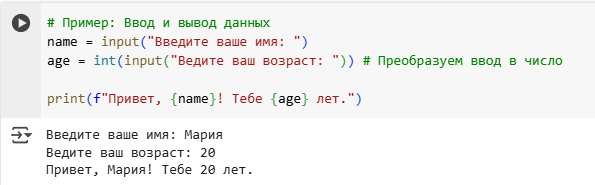 # Пример: Ввод и вывод данных
name = input("Введите ваше имя: ")
age = int(input("Ведите ваш возраст: ")) # Преобразуем ввод в число
print(f"Привет, {name}! Тебе {age} лет.")
Введите ваше имя: Мария
Ведите ваш возраст: 20
Привет, Мария! Тебе 20 лет.